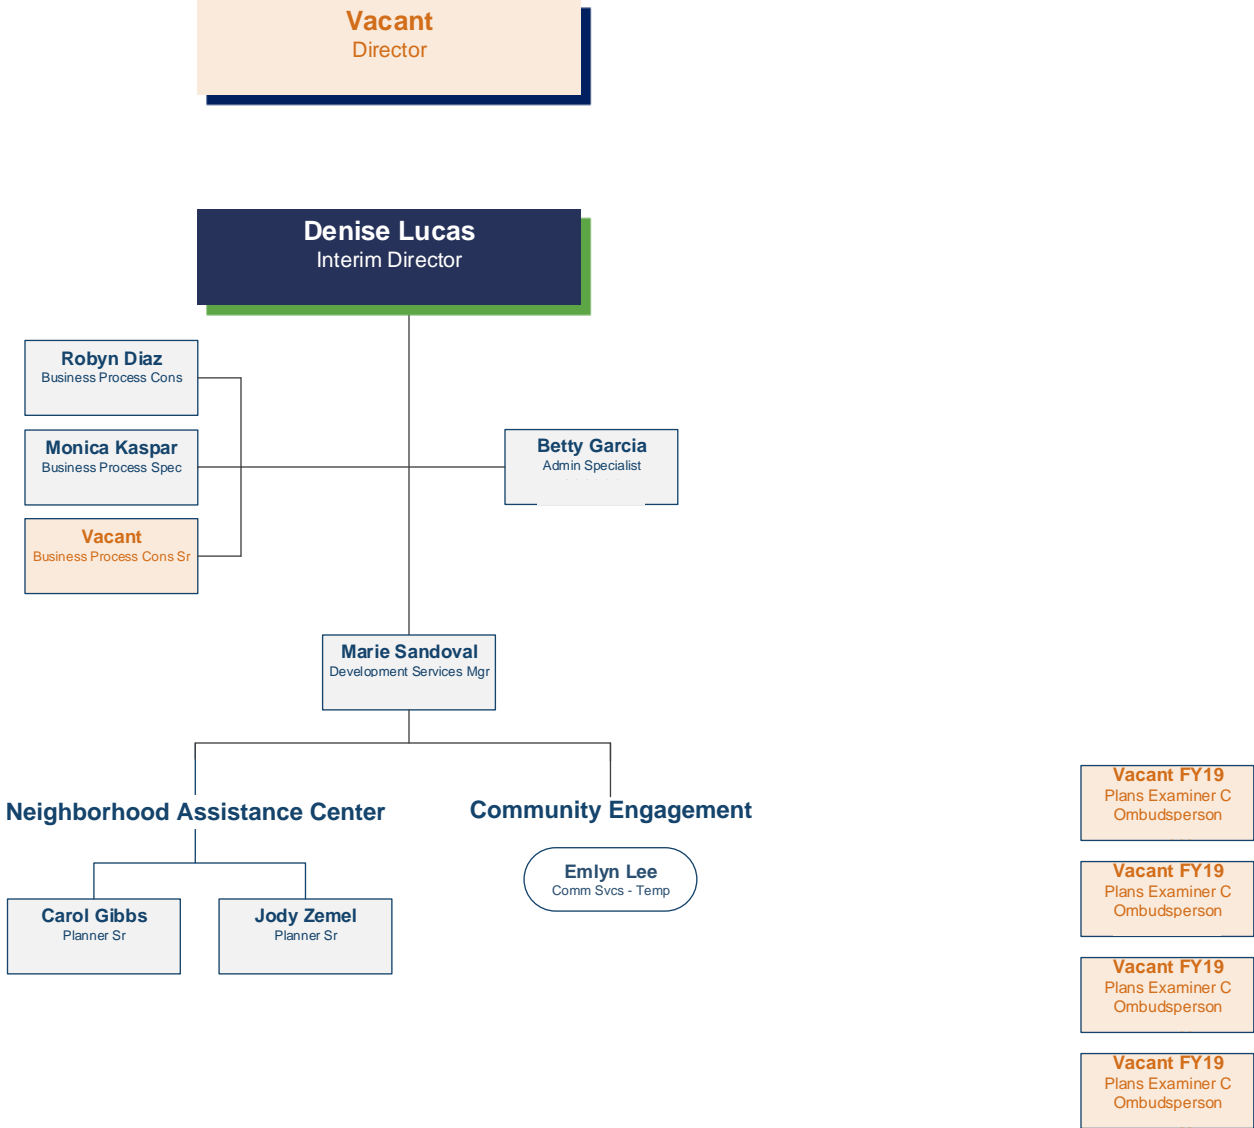 Vacant
Director
Denise Lucas
Interim Director
Robyn Diaz
Business Process Cons
Monica Kaspar
Business Process Spec
Betty Garcia
Admin Specialist
Vacant
Business Process Cons Sr
Marie Sandoval
Development Services Mgr
Neighborhood Assistance Center
Community Engagement
Emlyn Lee
Comm Svcs - Temp
Carol Gibbs
Planner Sr
Jody Zemel
Planner Sr
Vacant FY19
Plans Examiner C
Ombudsperson
Vacant FY19
Plans Examiner C
Ombudsperson
Vacant FY19
Plans Examiner C
Ombudsperson
Vacant FY19
Plans Examiner C
Ombudsperson